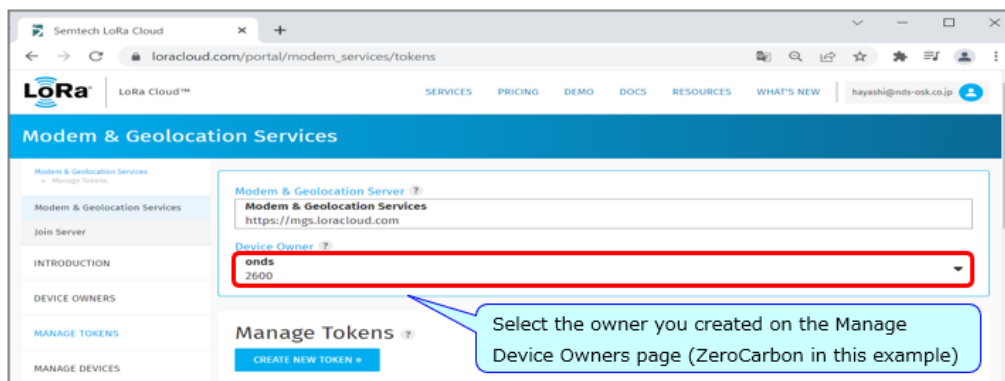 Semtech LoRa Cloud
loracloud.com/portal/modem_services/tokens
LoRa LoRa Cloud™ SERVICES PRICING DEMO DOCS RESOURCES WHAT'S NEW hayashi@nds-osk.co.jp
Modem & Geolocation Services
Modem & Geolocation Services
» Manage Tokens
Modem & Geolocation Services
Join Server
INTRODUCTION
DEVICE OWNERS
MANAGE TOKENS
MANAGE DEVICES
Modem & Geolocation Server ?
Modem & Geolocation Services
https://mgs.loracloud.com
Device Owner ?
onds
2600
Manage Tokens ?
CREATE NEW TOKEN »
Select the owner you created on the Manage
Device Owners page (ZeroCarbon in this example)